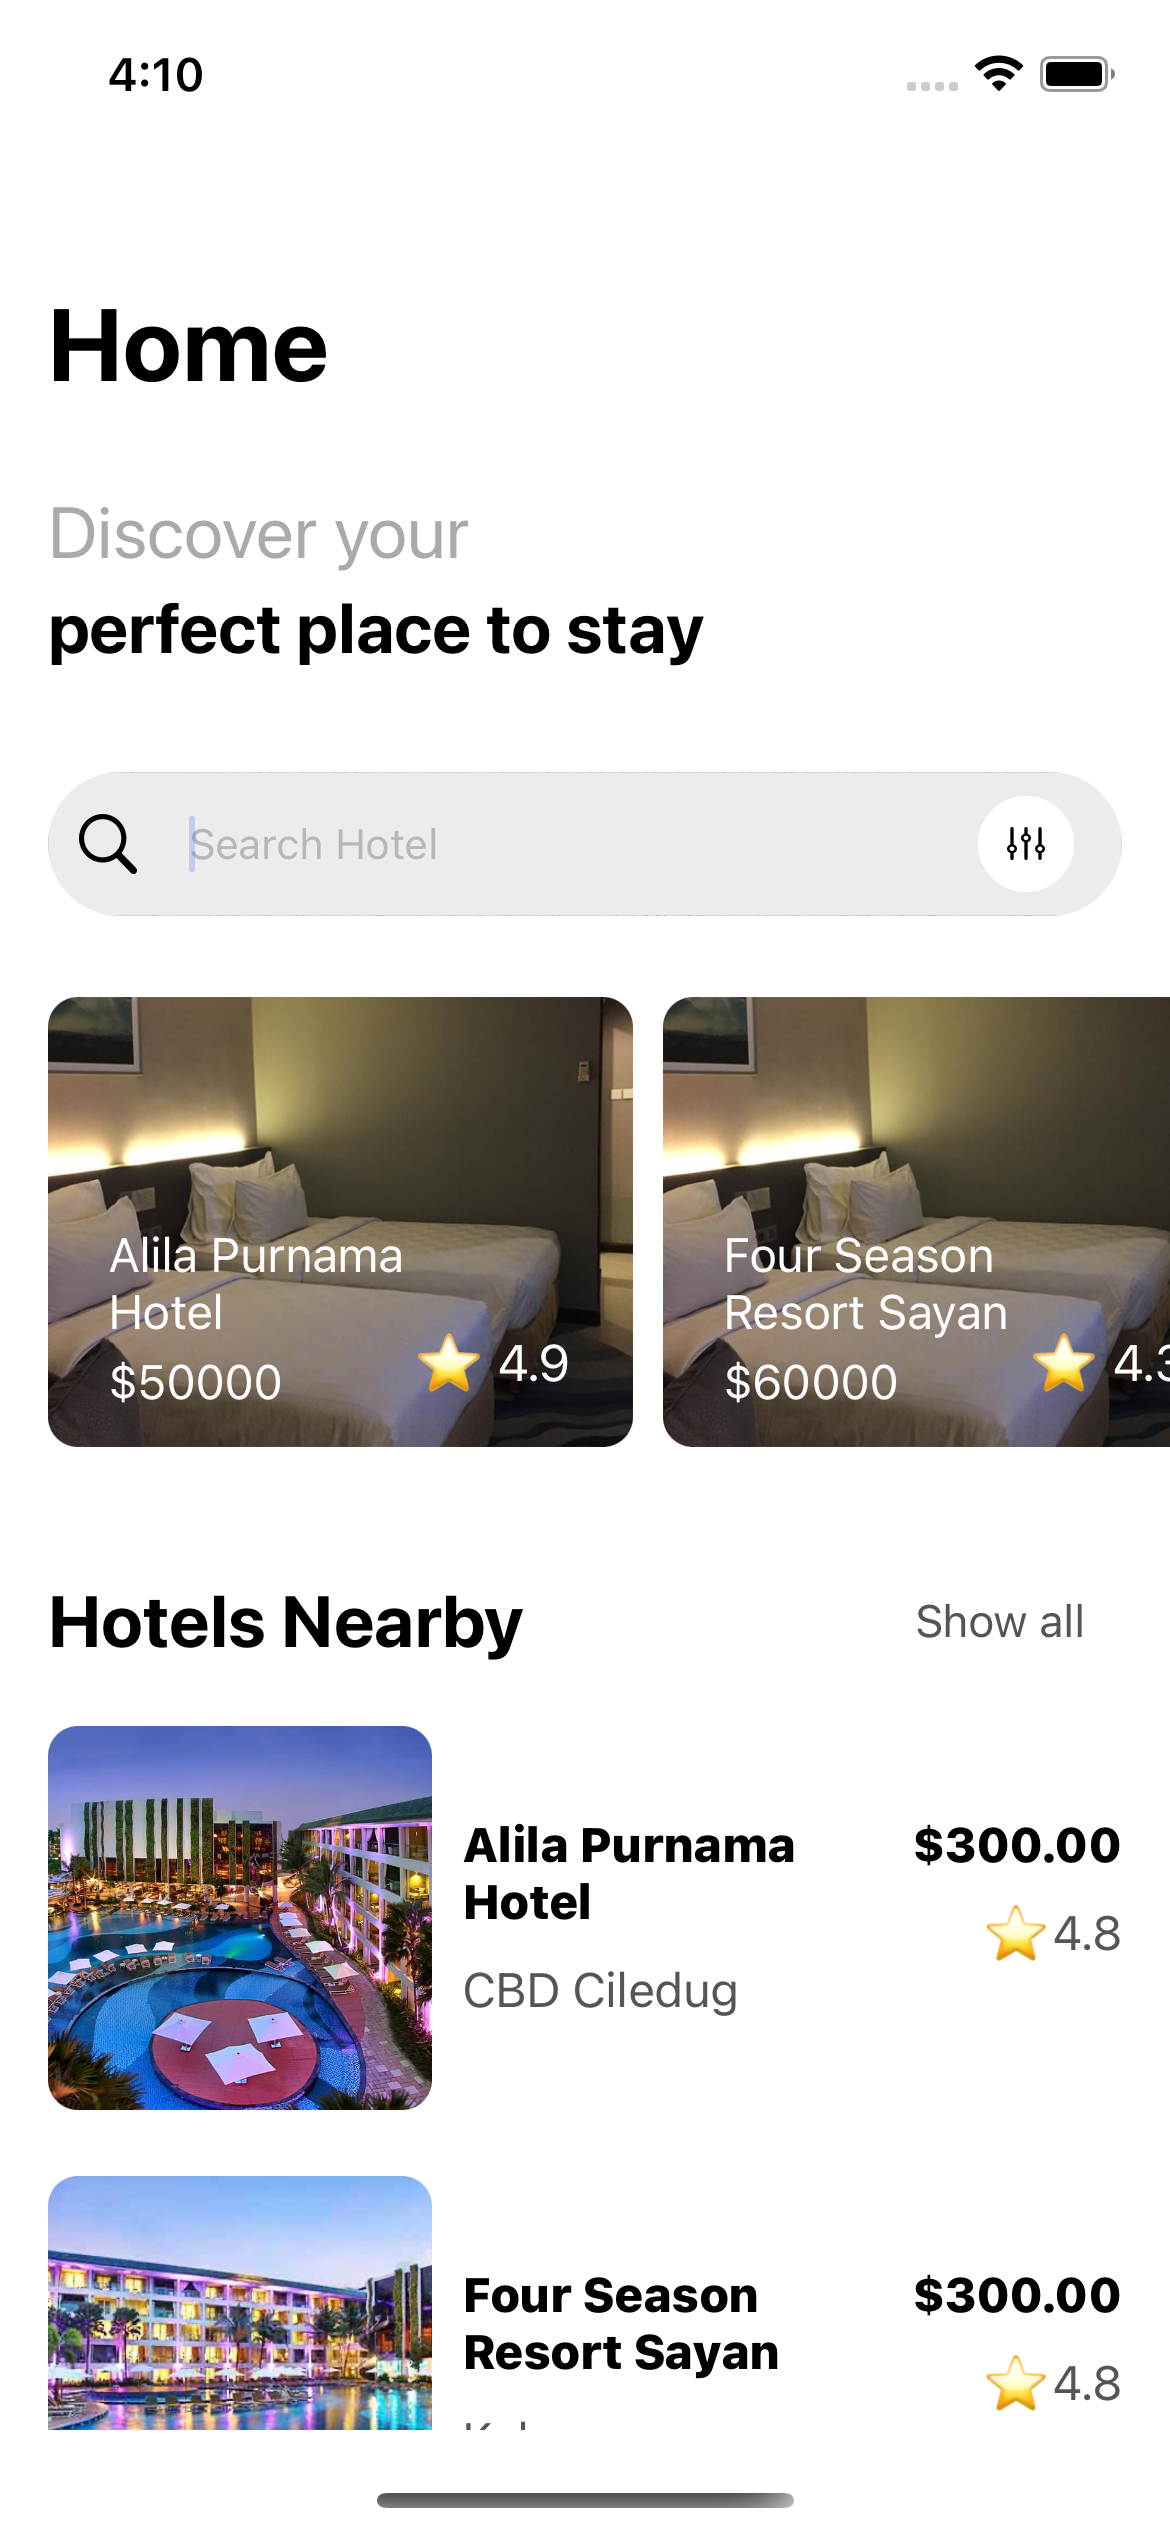 4:10
Home
Discover your
perfect place to stay
Search Hotel
Alila Purnama
Hotel
$50000
4.9
Four Season
Resort Sayan
$60000
4.3
Hotels Nearby
Show all
Alila Purnama
Hotel
CBD Ciledug
$300.00
4.8
Four Season
Resort Sayan
$300.00
4.8